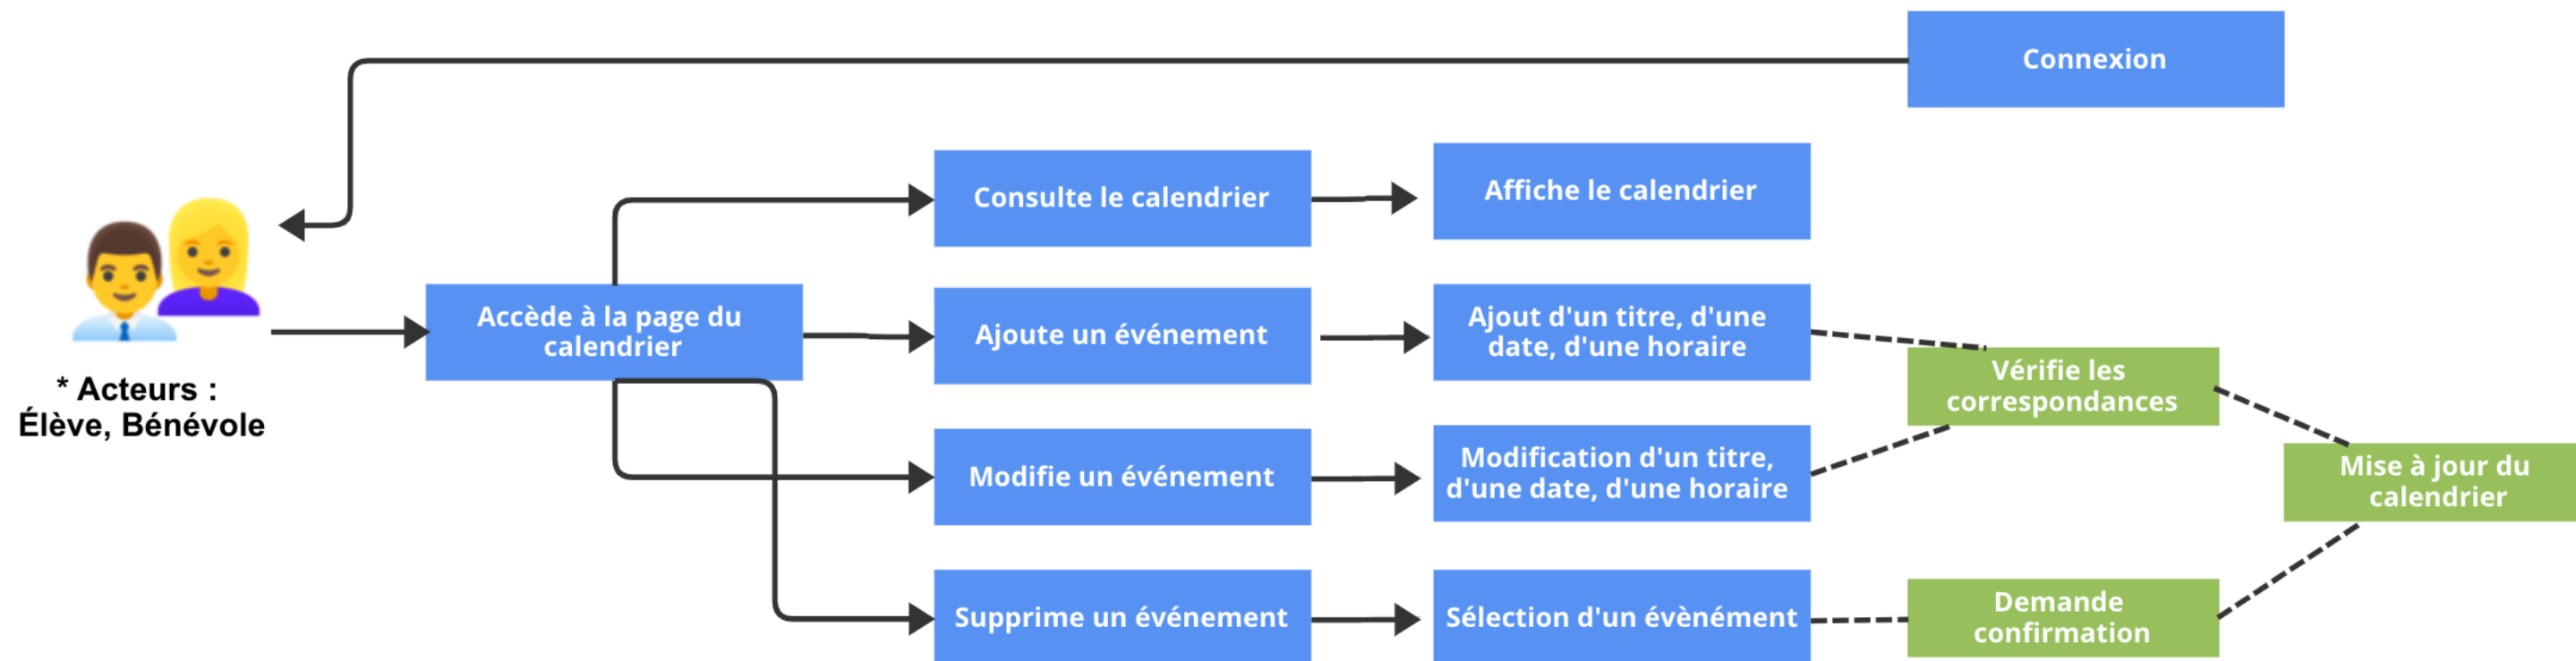 Connexion
Consulte le calendrier
Affiche le calendrier
* Acteurs :
Élève, Bénévole
Accède à la page du
calendrier
Ajoute un événement
Ajout d'un titre, d'une
date, d'une horaire
Vérifie les
correspondances
Modifie un événement
Modification d'un titre,
d'une date, d'une horaire
Mise à jour du
calendrier
Supprime un événement
Sélection d'un évènément
Demande
confirmation